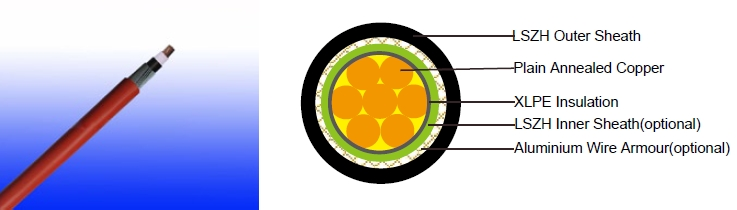 LSZH Outer Sheath
Plain Annealed Copper
XLPE Insulation
LSZH Inner Sheath(optional)
Aluminium Wire Armour(optional)